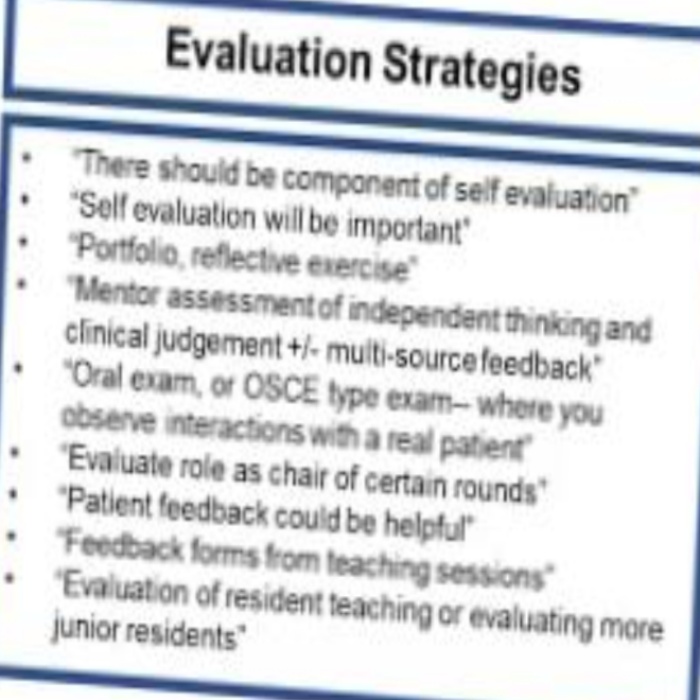 Evaluation Strategies
• "There should be component of self evaluation"
• "Self evaluation will be important"
• "Portfolio, reflective exercise"
• "Mentor assessment of independent thinking and
clinical judgement +/- multi-source feedback"
• "Oral exam, or OSCE type exam– where you
observe interactions with a real patient"
• "Evaluate role as chair of certain rounds"
• "Patient feedback could be helpful"
• "Feedback forms from teaching sessions"
• "Evaluation of resident teaching or evaluating more
junior residents"